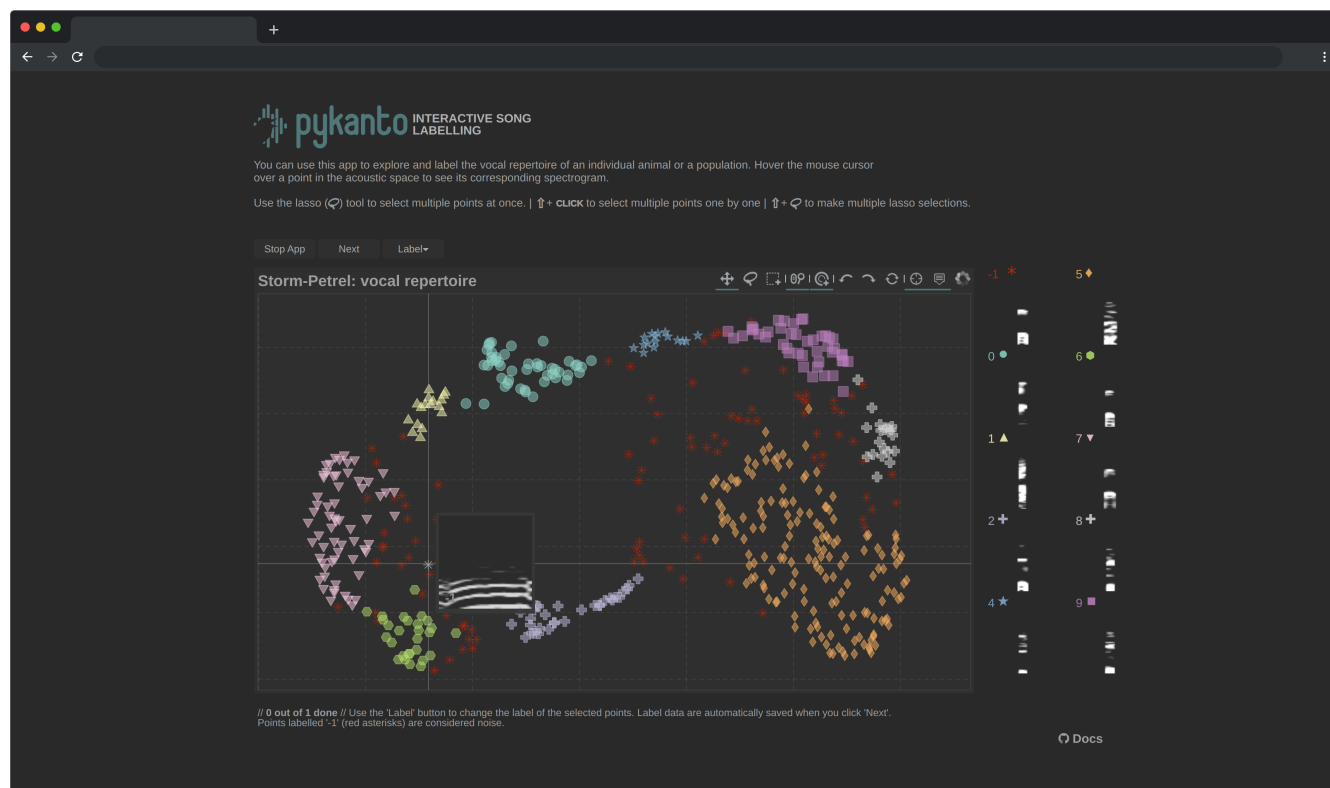 pykanto INTERACTIVE SONG
LABELLING
You can use this app to explore and label the vocal repertoire of an individual animal or a population. Hover the mouse cursor
over a point in the acoustic space to see its corresponding spectrogram.
Use the lasso () tool to select multiple points at once. | ⇧+ CLICK to select multiple points one by one | ⇧+ to make multiple lasso selections.
Stop App Next Label
Storm-Petrel: vocal repertoire
-1 5
0 6
1 7
2 8
4 9
// 0 out of 1 done // Use the 'Label' button to change the label of the selected points. Label data are automatically saved when you click 'Next'.
Points labelled '-1' (red asterisks) are considered noise.
Docs